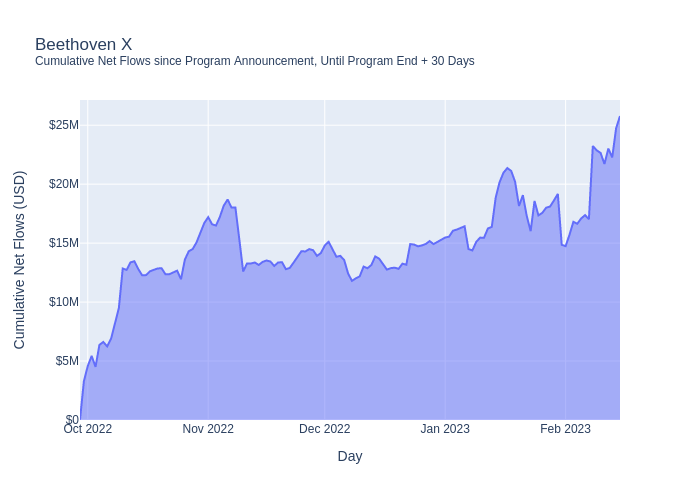 Beethoven X
Cumulative Net Flows since Program Announcement, Until Program End + 30 Days
Cumulative Net Flows (USD)
$25M
$20M
$15M
$10M
$5M
$0
Oct 2022
Nov 2022
Dec 2022
Jan 2023
Feb 2023
Day